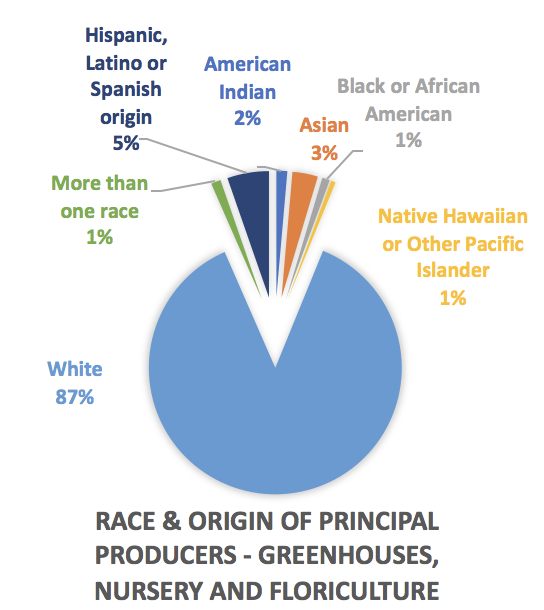 Hispanic,
Latino or
Spanish
origin
5%
American
Indian
2%
Asian
3%
Black or African
American
1%
More than
one race
1%
Native Hawaiian
or Other Pacific
Islander
1%
White
87%
RACE & ORIGIN OF PRINCIPAL
PRODUCERS - GREENHOUSES,
NURSERY AND FLORICULTURE